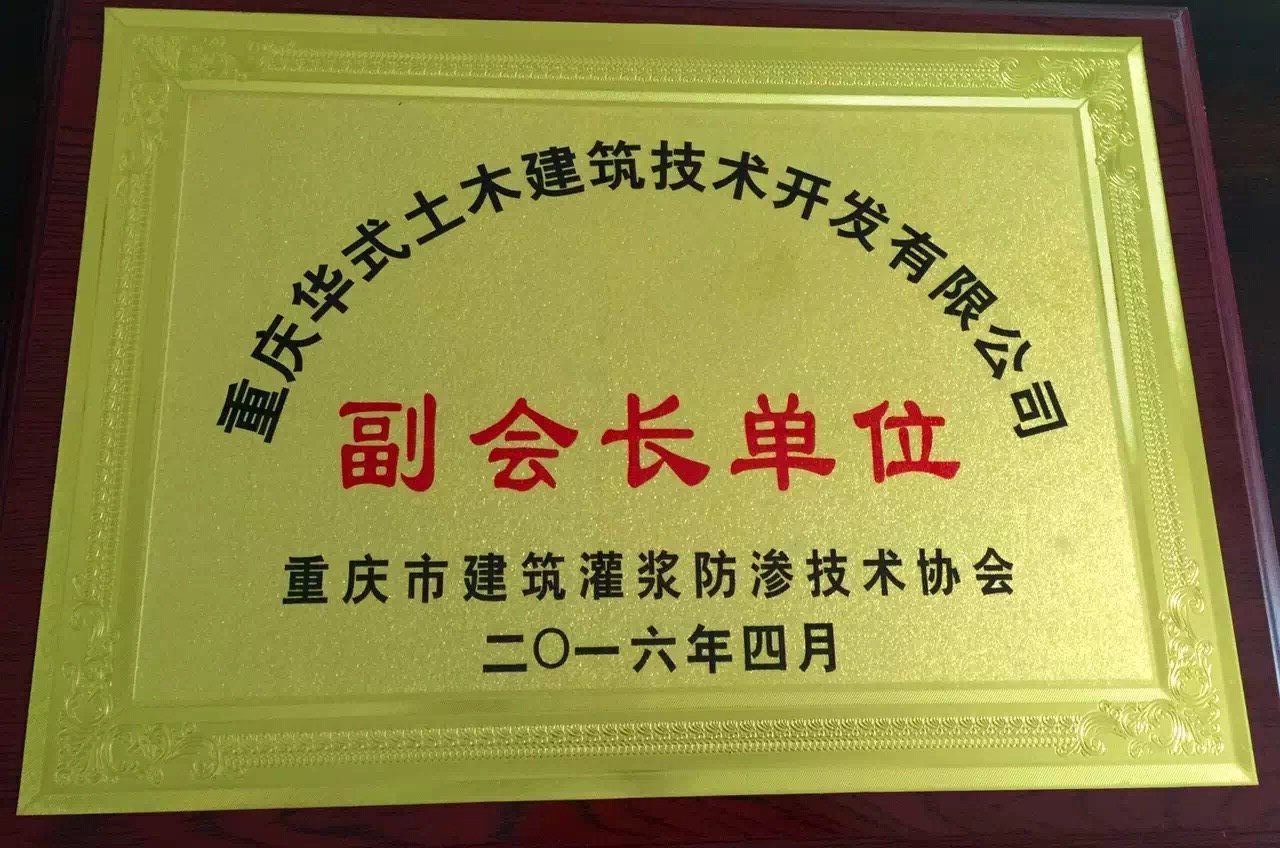 重庆华式土木建筑技术开发有限公司
副会长单位
重庆市建筑灌浆防渗技术协会
二〇一六年四月